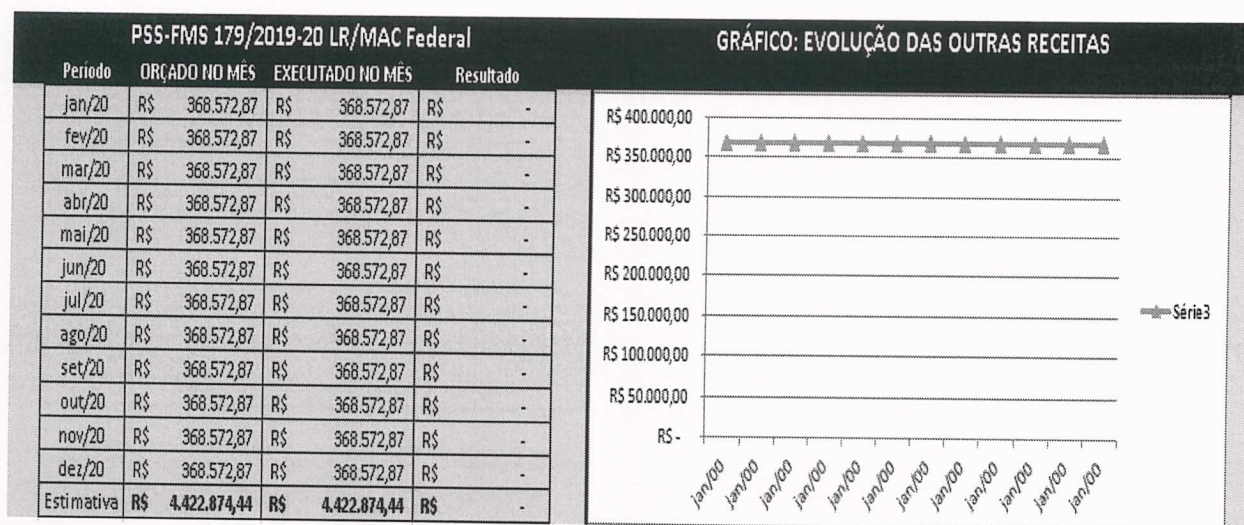 PSS-FMS 179/2019-20 LR/MAC Federal
Período ORÇADO NO MÊS EXECUTADO NO MÊS Resultado
jan/20 R$ 368.572,87 R$ 368.572,87 R$ -
fev/20 R$ 368.572,87 R$ 368.572,87 R$ -
mar/20 R$ 368.572,87 R$ 368.572,87 R$ -
abr/20 R$ 368.572,87 R$ 368.572,87 R$ -
mai/20 R$ 368.572,87 R$ 368.572,87 R$ -
jun/20 R$ 368.572,87 R$ 368.572,87 R$ -
jul/20 R$ 368.572,87 R$ 368.572,87 R$ -
ago/20 R$ 368.572,87 R$ 368.572,87 R$ -
set/20 R$ 368.572,87 R$ 368.572,87 R$ -
out/20 R$ 368.572,87 R$ 368.572,87 R$ -
nov/20 R$ 368.572,87 R$ 368.572,87 R$ -
dez/20 R$ 368.572,87 R$ 368.572,87 R$ -
Estimativa R$ 4.422.874,44 R$ 4.422.874,44 R$ -
GRÁFICO: EVOLUÇÃO DAS OUTRAS RECEITAS
R$ 400.000,00
R$ 350.000,00
R$ 300.000,00
R$ 250.000,00
R$ 200.000,00
R$ 150.000,00
R$ 100.000,00
R$ 50.000,00
R$ -
jan/00 jan/00 jan/00 jan/00 jan/00 jan/00 jan/00 jan/00 jan/00 jan/00 jan/00 jan/00
Série3